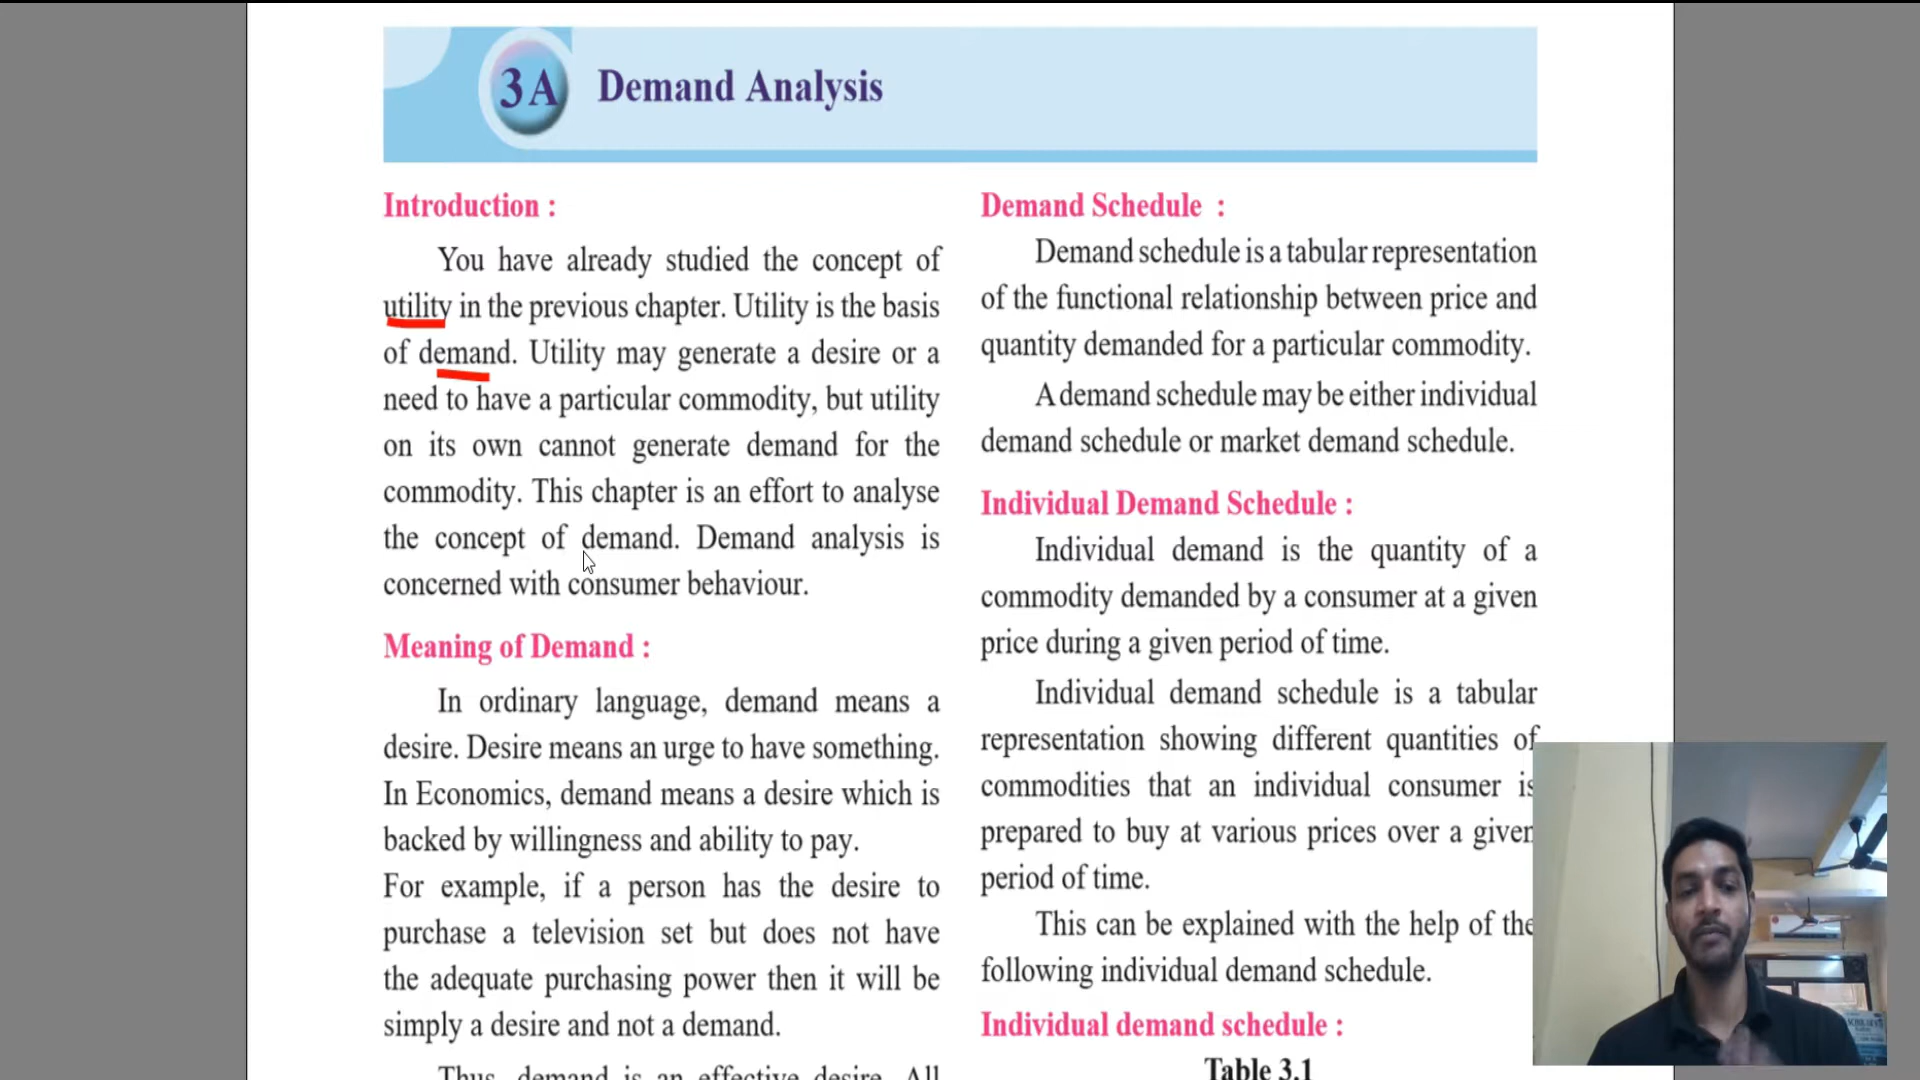 3A Demand Analysis
Introduction :
You have already studied the concept of
utility in the previous chapter. Utility is the basis
of demand. Utility may generate a desire or a
need to have a particular commodity, but utility
on its own cannot generate demand for the
commodity. This chapter is an effort to analyse
the concept of demand. Demand analysis is
concerned with consumer behaviour.
Meaning of Demand :
In ordinary language, demand means a
desire. Desire means an urge to have something.
In Economics, demand means a desire which is
backed by willingness and ability to pay.
For example, if a person has the desire to
purchase a television set but does not have
the adequate purchasing power then it will be
simply a desire and not a demand.
Thus, demand is an effective desire. All
Demand Schedule :
Demand schedule is a tabular representation
of the functional relationship between price and
quantity demanded for a particular commodity.
A demand schedule may be either individual
demand schedule or market demand schedule.
Individual Demand Schedule :
Individual demand is the quantity of a
commodity demanded by a consumer at a given
price during a given period of time.
Individual demand schedule is a tabular
representation showing different quantities of
commodities that an individual consumer is
prepared to buy at various prices over a given
period of time.
This can be explained with the help of the
following individual demand schedule.
Individual demand schedule :
Table 3.1